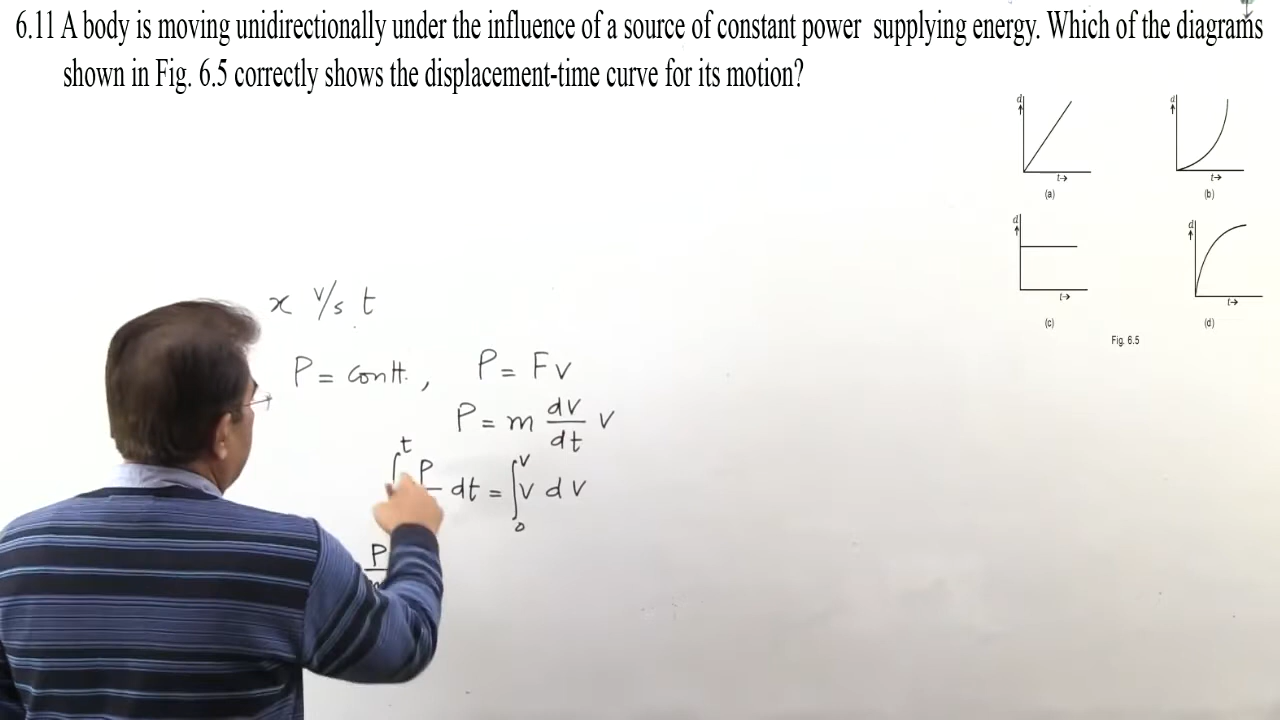 6.11 A body is moving unidirectionally under the influence of a source of constant power supplying energy. Which of the diagrams
shown in Fig. 6.5 correctly shows the displacement-time curve for its motion?
d t→ d t→
(a) (b)
d t→ d t→
(c) (d)
Fig. 6.5
x v/s t
P = contt. , P = Fv
P = m dv/dt v
∫ t P dt = ∫ v 0 v dv
P